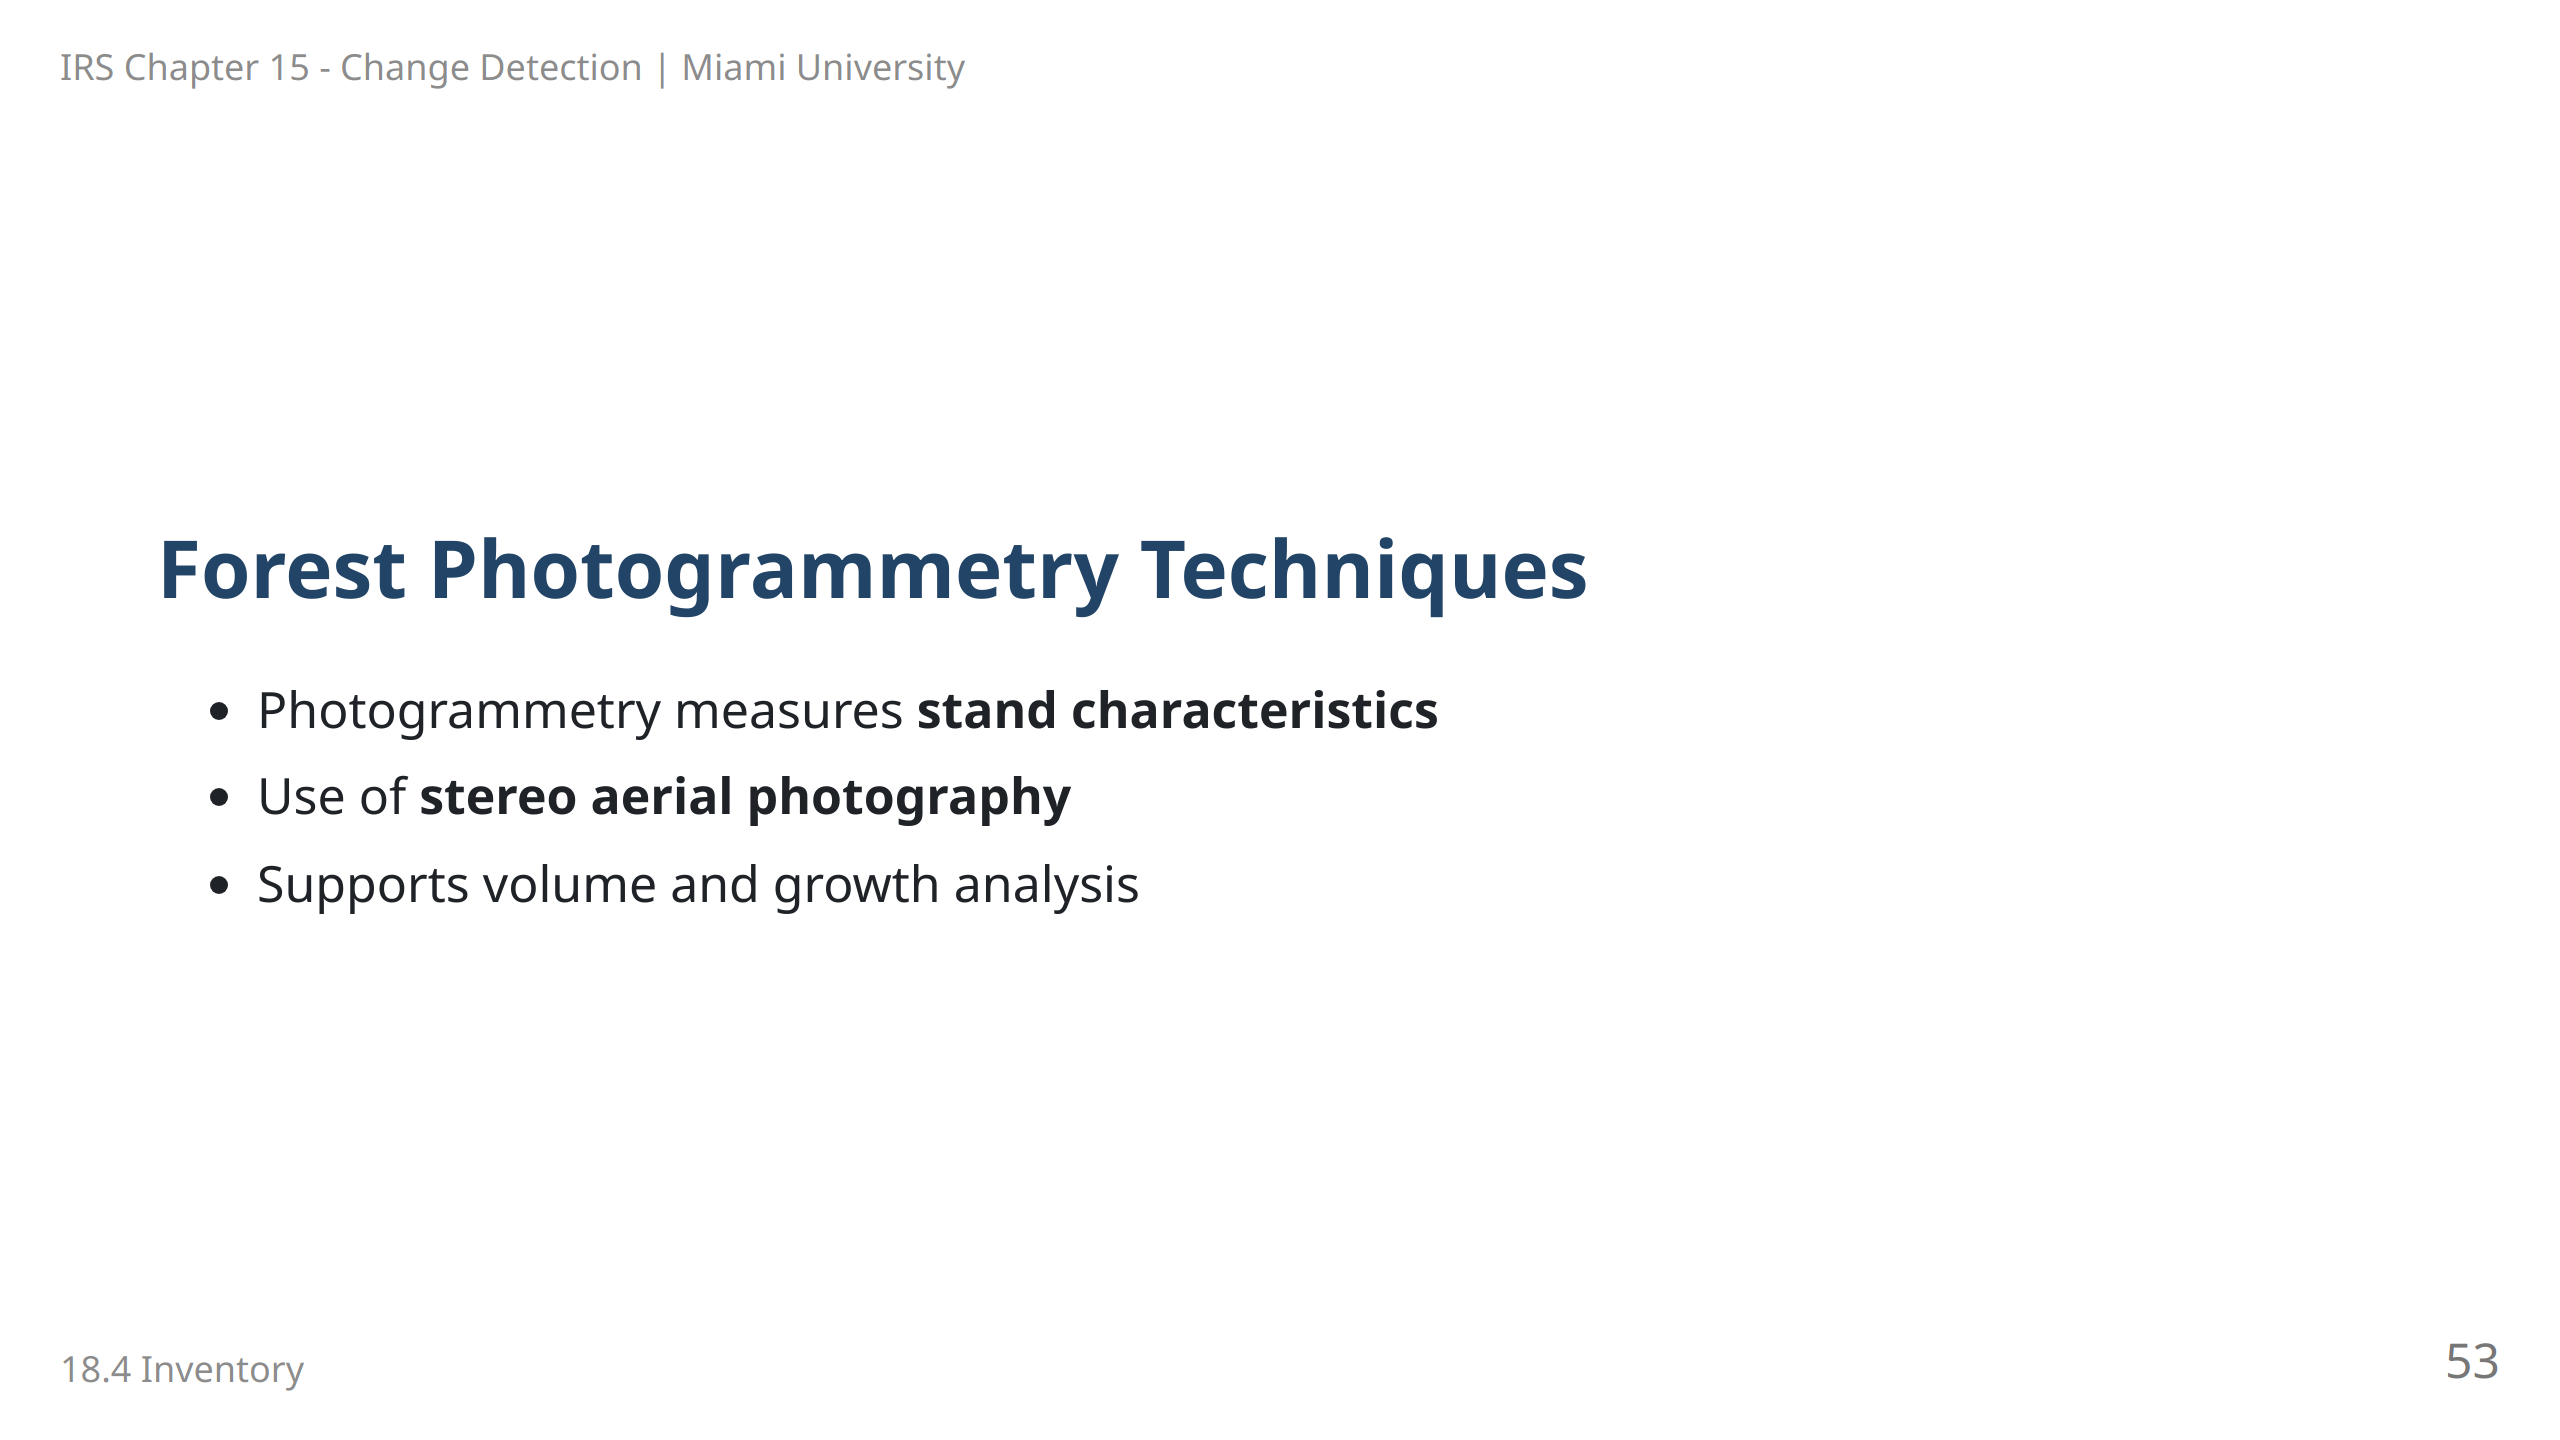 IRS Chapter 15 - Change Detection | Miami University
Forest Photogrammetry Techniques
• Photogrammetry measures stand characteristics
• Use of stereo aerial photography
• Supports volume and growth analysis
18.4 Inventory
53